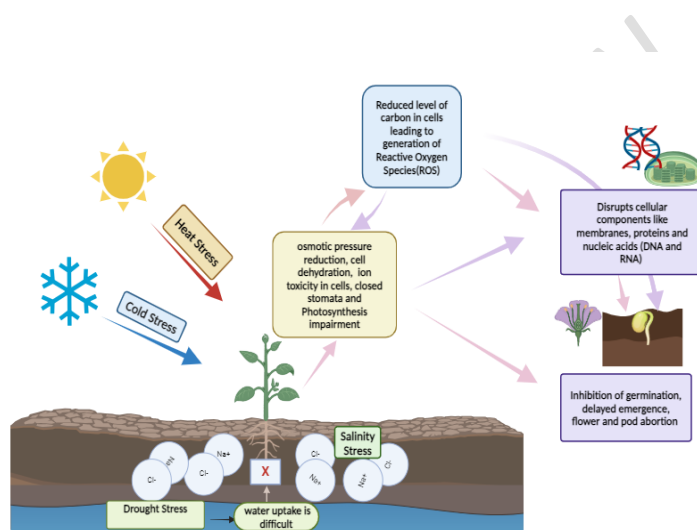 Reduced level of
carbon in cells
leading to
generation of
Reactive Oxygen
Species(ROS)
Heat Stress
Cold Stress
osmotic pressure
reduction, cell
dehydration, ion
toxicity in cells, closed
stomata and
Photosynthesis
impairment
Disrupts cellular
components like
membranes, proteins and
nucleic acids (DNA and
RNA)
Inhibition of germination,
delayed emergence,
flower and pod abortion
Salinity
Stress
Na
Na+
Cl-
Cl-
X
Cl-
Na+
Cl-
Na+
Drought Stress
water uptake is
difficult